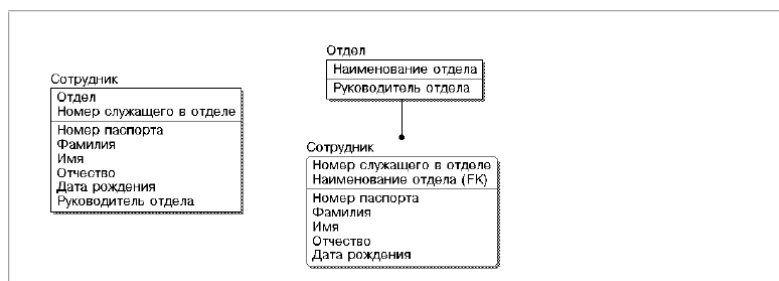 Сотрудник
Отдел
Номер служащего в отделе
Номер паспорта
Фамилия
Имя
Отчество
Дата рождения
Руководитель отдела
Отдел
Наименование отдела
Руководитель отдела
Сотрудник
Номер служащего в отделе
Наименование отдела (FK)
Номер паспорта
Фамилия
Имя
Отчество
Дата рождения